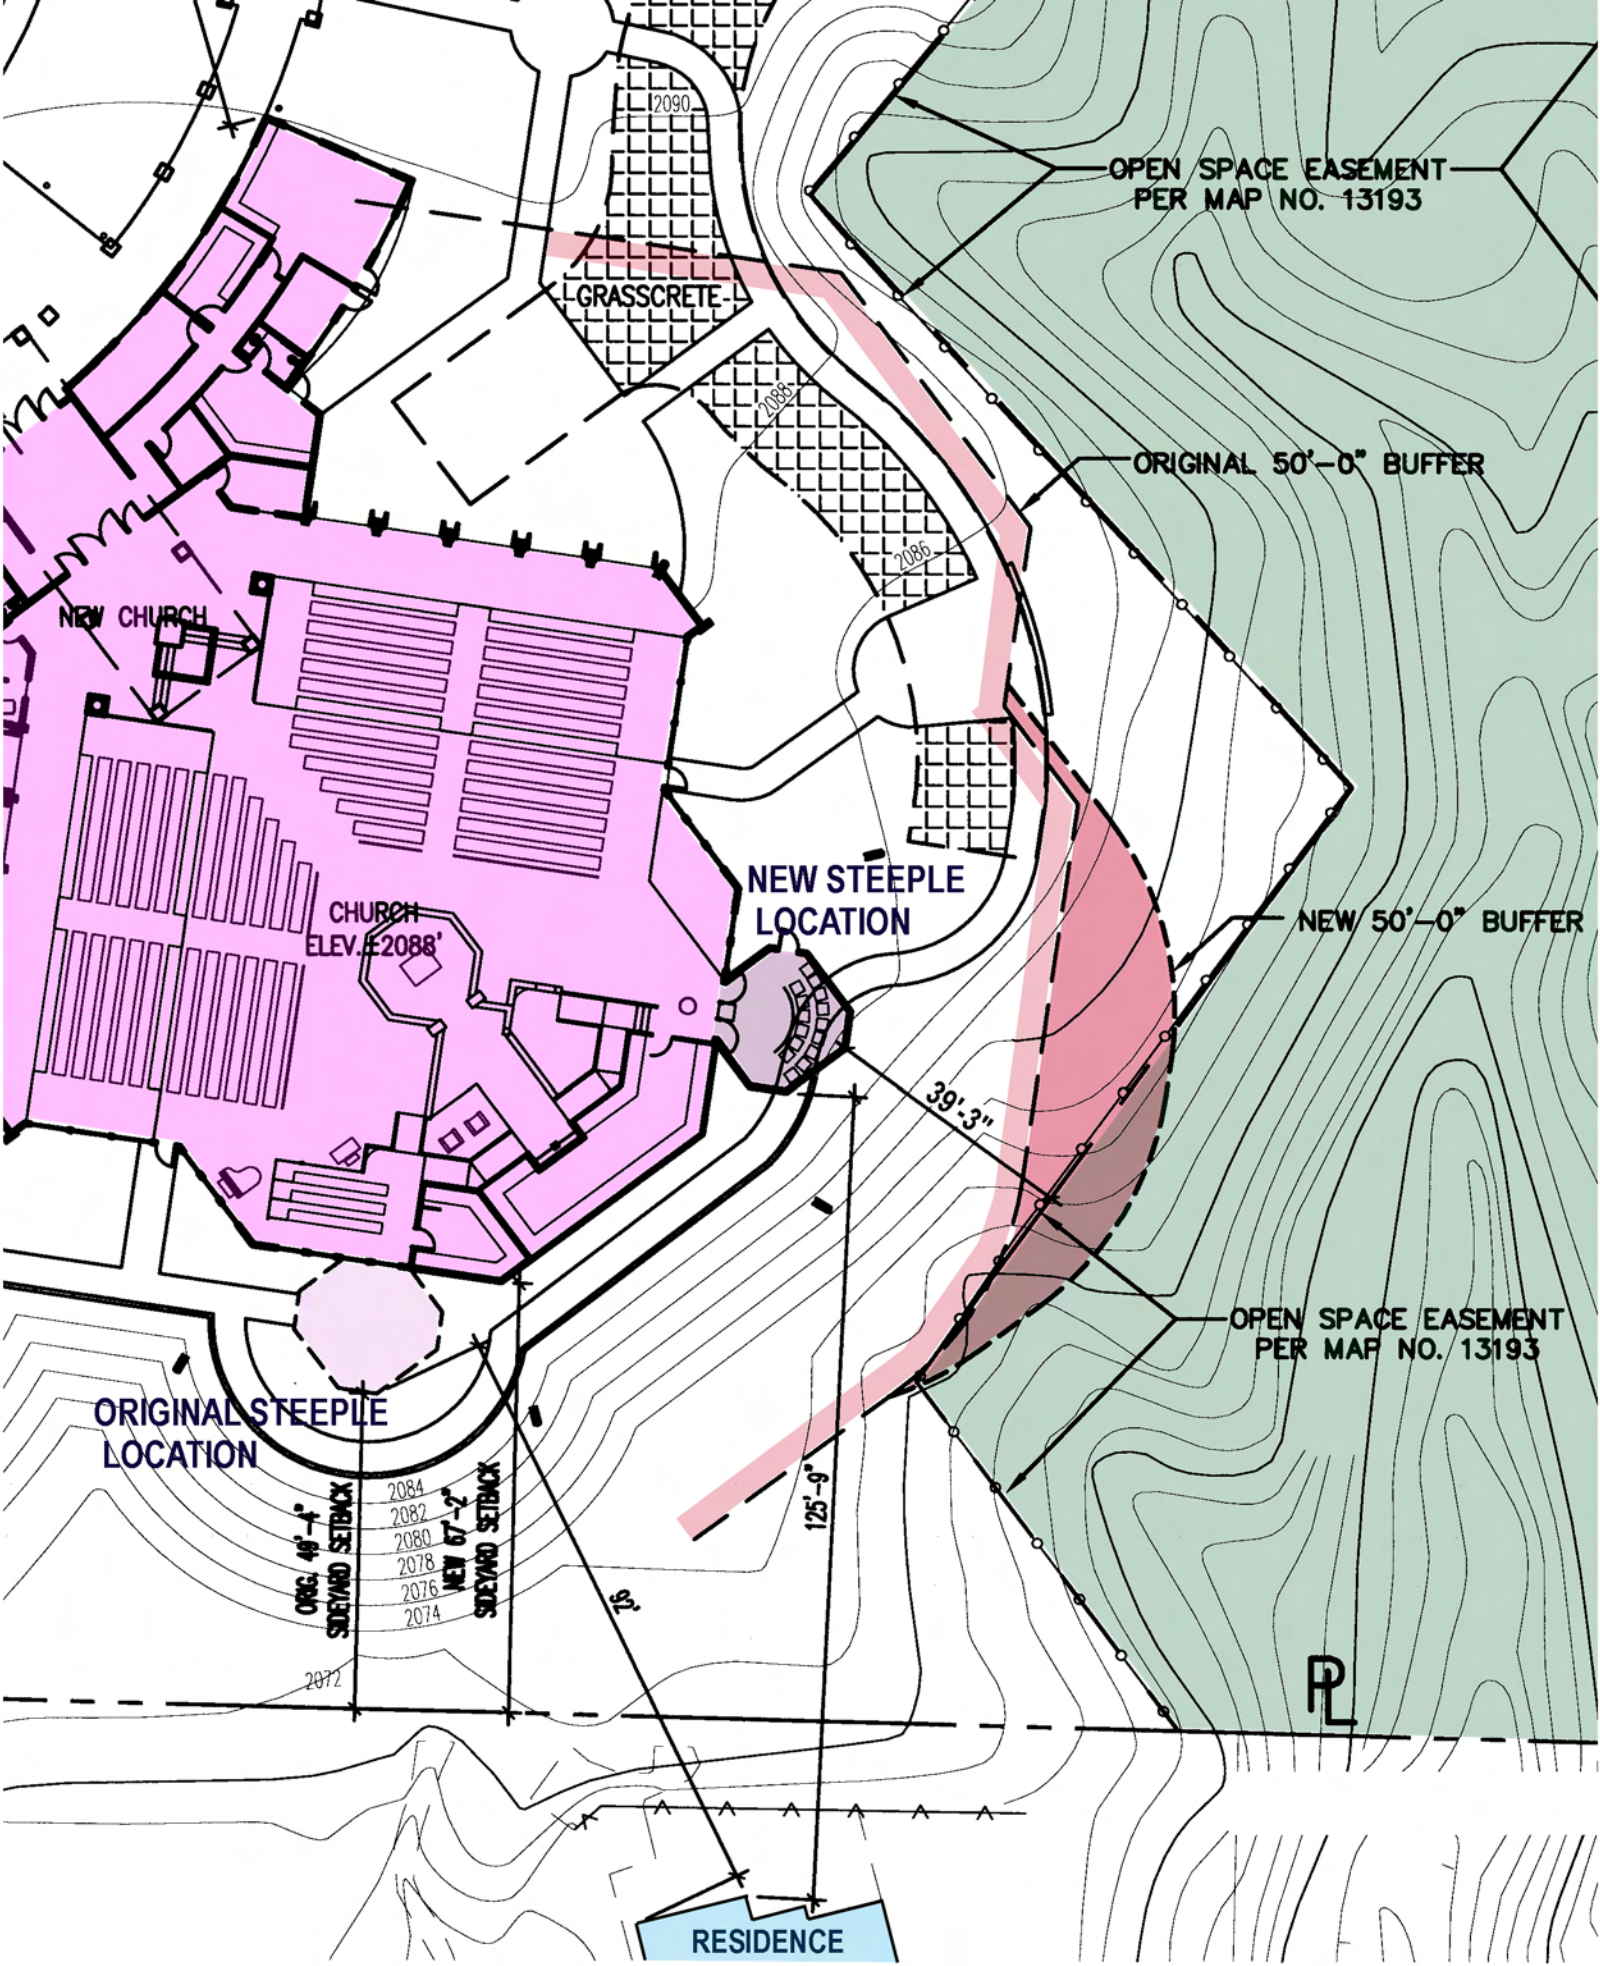 2090
OPEN SPACE EASEMENT
PER MAP NO. 13193
GRASSCRETE
2088
ORIGINAL 50'-0" BUFFER
2086
NEW CHURCH
NEW STEEPLE
LOCATION
CHURCH
ELEV.±2088'
NEW 50'-0" BUFFER
39'-3"
OPEN SPACE EASEMENT
PER MAP NO. 13193
ORIGINAL STEEPLE
LOCATION
ORIG. 49'-4"
SIDEYARD SETBACK
NEW 67'-2"
SIDEYARD SETBACK
2084
2082
2080
2078
2076
2074
2072
125'-9"
PL
RESIDENCE